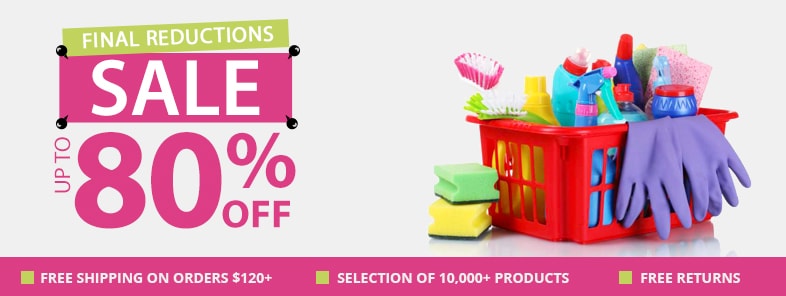 FINAL REDUCTIONS
SALE
UP TO
80% OFF
FREE SHIPPING ON ORDERS $120+
SELECTION OF 10,000+ PRODUCTS
FREE RETURNS